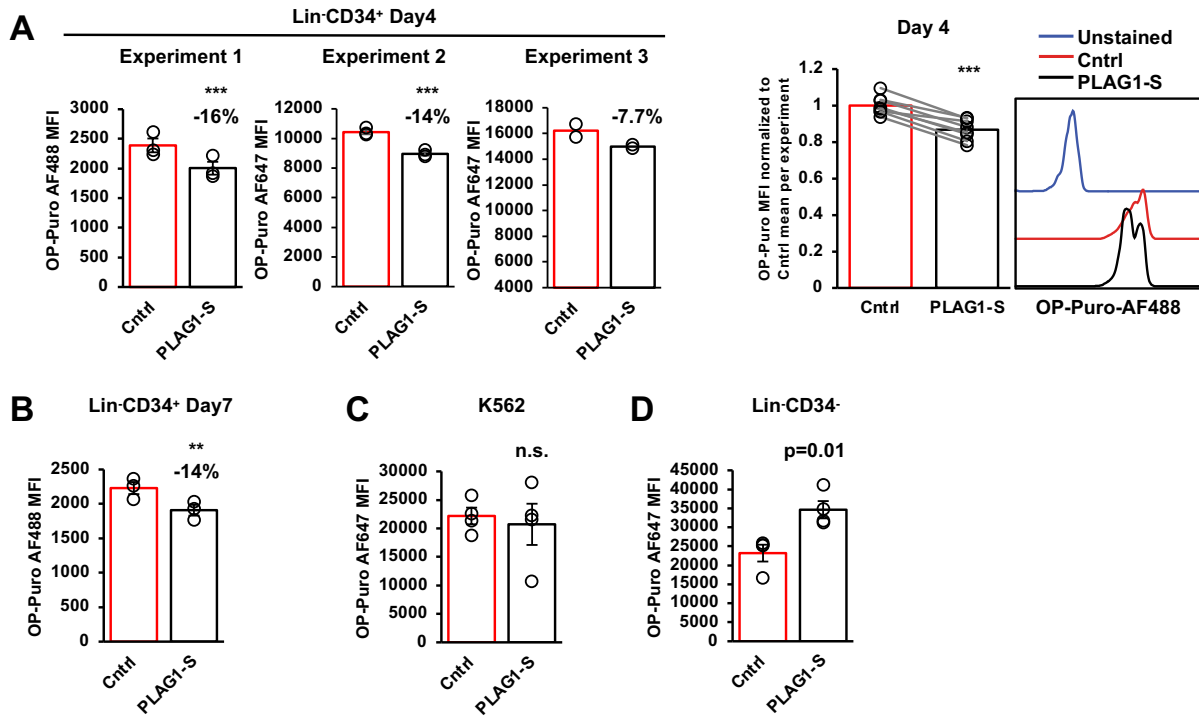 A
Lin-CD34+ Day4
Experiment 1
Experiment 2
Experiment 3
OP-Puro AF488 MFI
3000
2500
2000
1500
1000
500
0
***
-16%
Cntrl
PLAG1-S
OP-Puro AF647 MFI
12000
10000
8000
6000
4000
2000
0
***
-14%
Cntrl
PLAG1-S
OP-Puro AF647 MFI
18000
16000
14000
12000
10000
8000
6000
4000
-7.7%
Cntrl
PLAG1-S
Day 4
OP-Puro MFI normalized to
Cntrl mean per experiment
1.2
1
0.8
0.6
0.4
0.2
0
***
Cntrl
PLAG1-S
Unstained
Cntrl
PLAG1-S
OP-Puro-AF488
B
Lin-CD34+ Day7
OP-Puro AF488 MFI
2500
2000
1500
1000
500
0
**
-14%
Cntrl
PLAG1-S
C
K562
OP-Puro AF647 MFI
30000
25000
20000
15000
10000
5000
0
n.s.
Cntrl
PLAG1-S
D
Lin-CD34-
OP-Puro AF647 MFI
45000
40000
35000
30000
25000
20000
15000
10000
5000
0
p=0.01
Cntrl
PLAG1-S